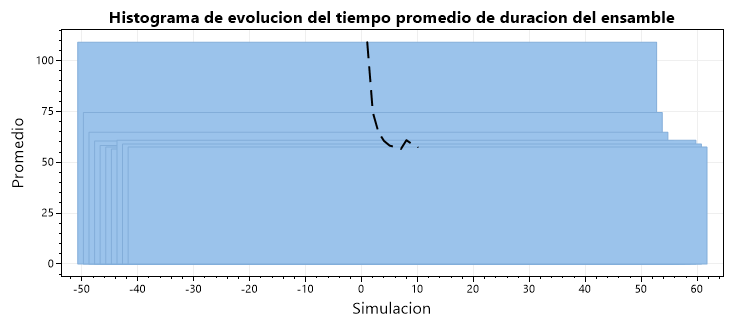 Histograma de evolucion del tiempo promedio de duracion del ensamble
Promedio
100
75
50
25
0
-50 -40 -30 -20 -10 0 10 20 30 40 50 60
Simulacion